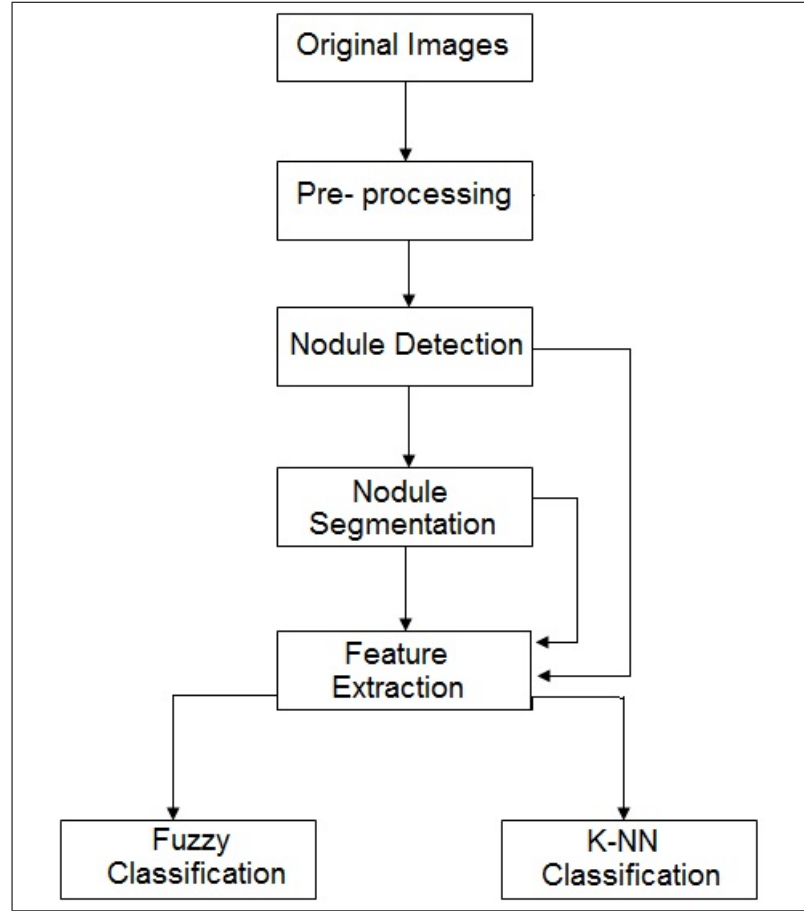 Original Images
Pre- processing
Nodule Detection
Nodule
Segmentation
Feature
Extraction
Fuzzy
Classification
K-NN
Classification